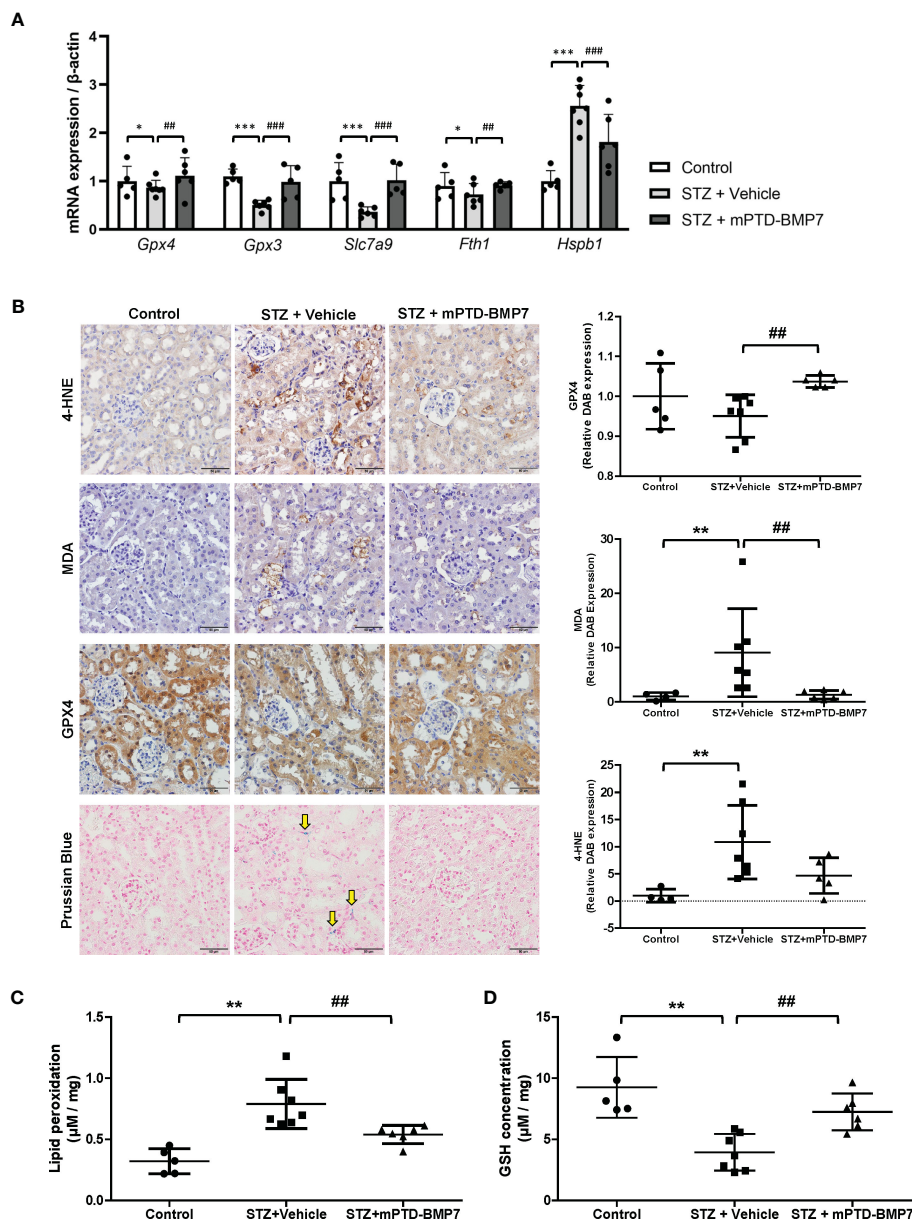 A
mRNA expression / β-actin
4
3
2
1
0
* ## *** ### *** ### * ## *** ###
Gpx4 Gpx3 Slc7a9 Fth1 Hspb1
Control
STZ + Vehicle
STZ + mPTD-BMP7
B
Control STZ + Vehicle STZ + mPTD-BMP7
4-HNE
MDA
GPX4
Prussian Blue
GPX4
(Relative DAB expression)
1.2
1.1
1.0
0.9
0.8
##
Control STZ+Vehicle STZ+mPTD-BMP7
MDA
(Relative DAB Expression)
30
20
10
0
** ##
Control STZ+Vehicle STZ+mPTD-BMP7
4-HNE
(Relative DAB expression)
25
20
15
10
5
0
-5
**
Control STZ+Vehicle STZ+mPTD-BMP7
C
Lipid peroxidation
(µM / mg)
1.5
1.0
0.5
0.0
** ##
Control STZ+Vehicle STZ+mPTD-BMP7
D
GSH concentration
(µM / mg)
15
10
5
0
** ##
Control STZ + Vehicle STZ + mPTD-BMP7